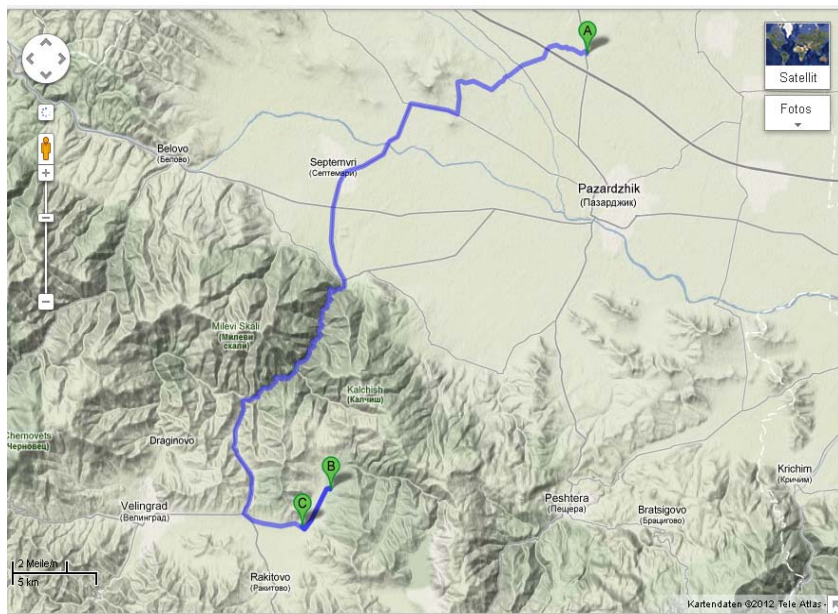 A
Satellit
Fotos
Belovo
(Белово)
Septemvri
(Септември)
Pazardzhik
(Пазарджик)
Milevi Skali
(Милеви
скали)
Kalchish
(Калчиш)
Chernovets
(Черновец)
Draginovo
B
Krichim
(Кричим)
Velingrad
(Велинград)
C
Peshtera
(Пещера)
Bratsigovo
(Брацигово)
2 Meile/n
5 km
Rakitovo
(Ракитово)
Kartendaten ©2012 Tele Atlas -